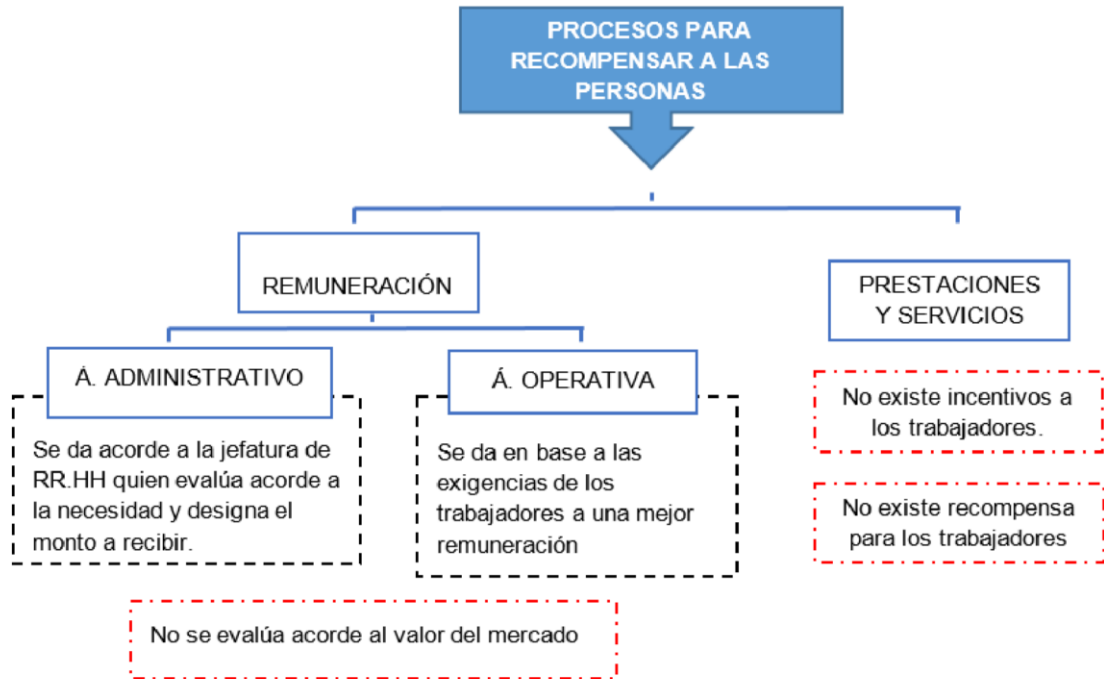 PROCESOS PARA
RECOMPENSAR A LAS
PERSONAS
REMUNERACIÓN
PRESTACIONES
Y SERVICIOS
Á. ADMINISTRATIVO
Á. OPERATIVA
Se da acorde a la jefatura de
RR.HH quien evalúa acorde a
la necesidad y designa el
monto a recibir.
Se da en base a las
exigencias de los
trabajadores a una mejor
remuneración
No existe incentivos a
los trabajadores.
No existe recompensa
para los trabajadores
No se evalúa acorde al valor del mercado